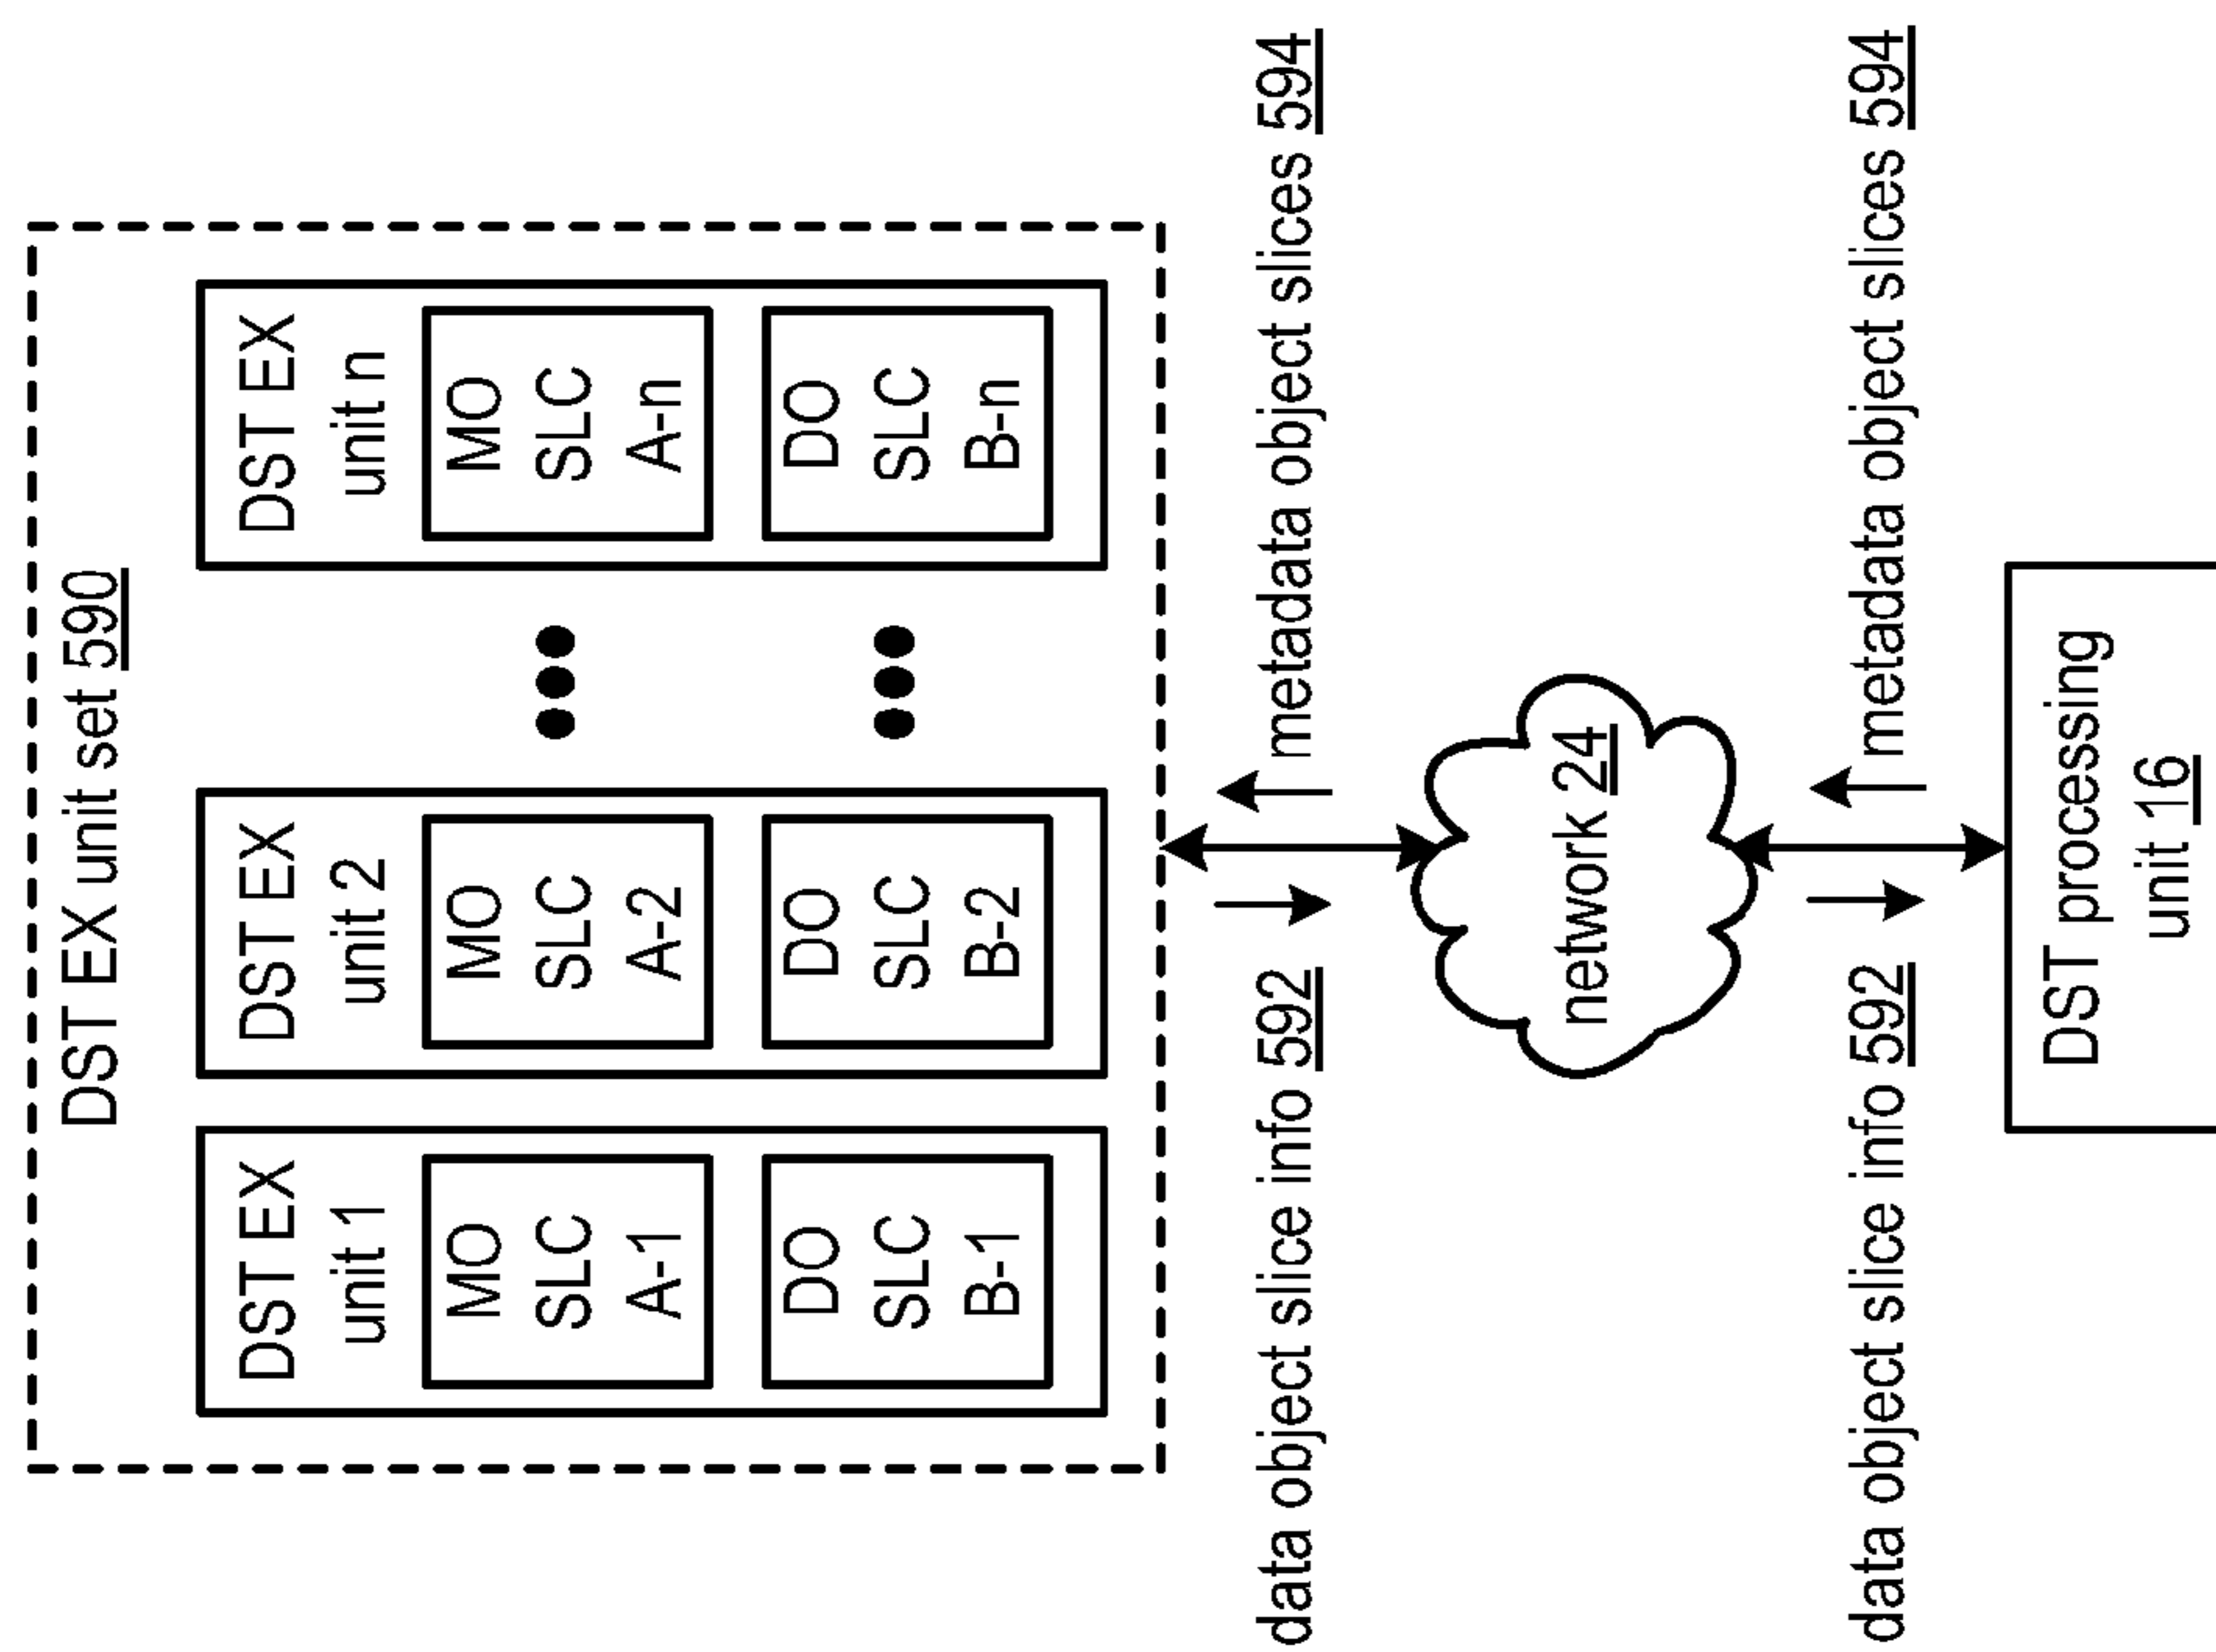 DST EX unit set 590
DST EX
unit 1
MO
SLC
A-1
DO
SLC
B-1
DST EX
unit 2
MO
SLC
A-2
DO
SLC
B-2
DST EX
unit n
MO
SLC
A-n
DO
SLC
B-n
data object slice info 592
metadata object slices 594
network 24
data object slice info 592
metadata object slices 594
DST processing
unit 16